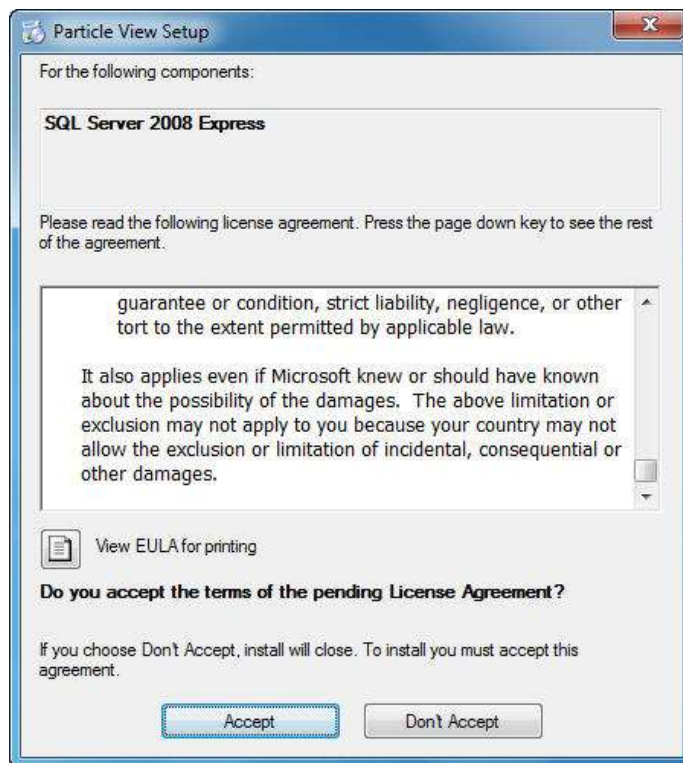 Particle View Setup
For the following components:
SQL Server 2008 Express
Please read the following license agreement. Press the page down key to see the rest
of the agreement.
guarantee or condition, strict liability, negligence, or other
tort to the extent permitted by applicable law.
It also applies even if Microsoft knew or should have known
about the possibility of the damages.  The above limitation or
exclusion may not apply to you because your country may not
allow the exclusion or limitation of incidental, consequential or
other damages.
View EULA for printing
Do you accept the terms of the pending License Agreement?
If you choose Don't Accept, install will close. To install you must accept this
agreement.
Accept
Don't Accept